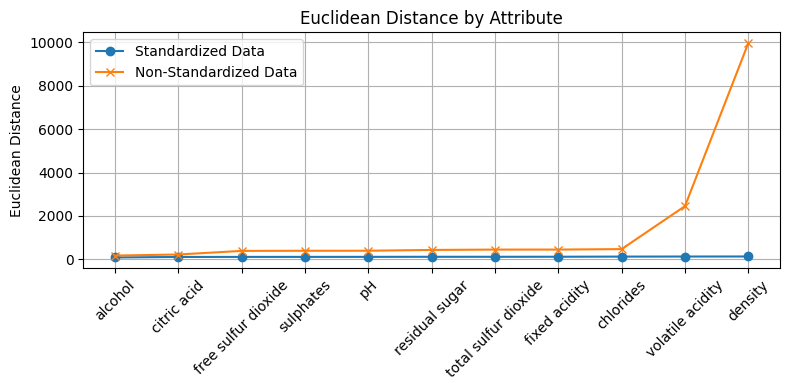 Euclidean Distance by Attribute
Standardized Data
Non-Standardized Data
Euclidean Distance
10000
8000
6000
4000
2000
0
alcohol
citric acid
free sulfur dioxide
sulphates
pH
residual sugar
total sulfur dioxide
fixed acidity
chlorides
volatile acidity
density